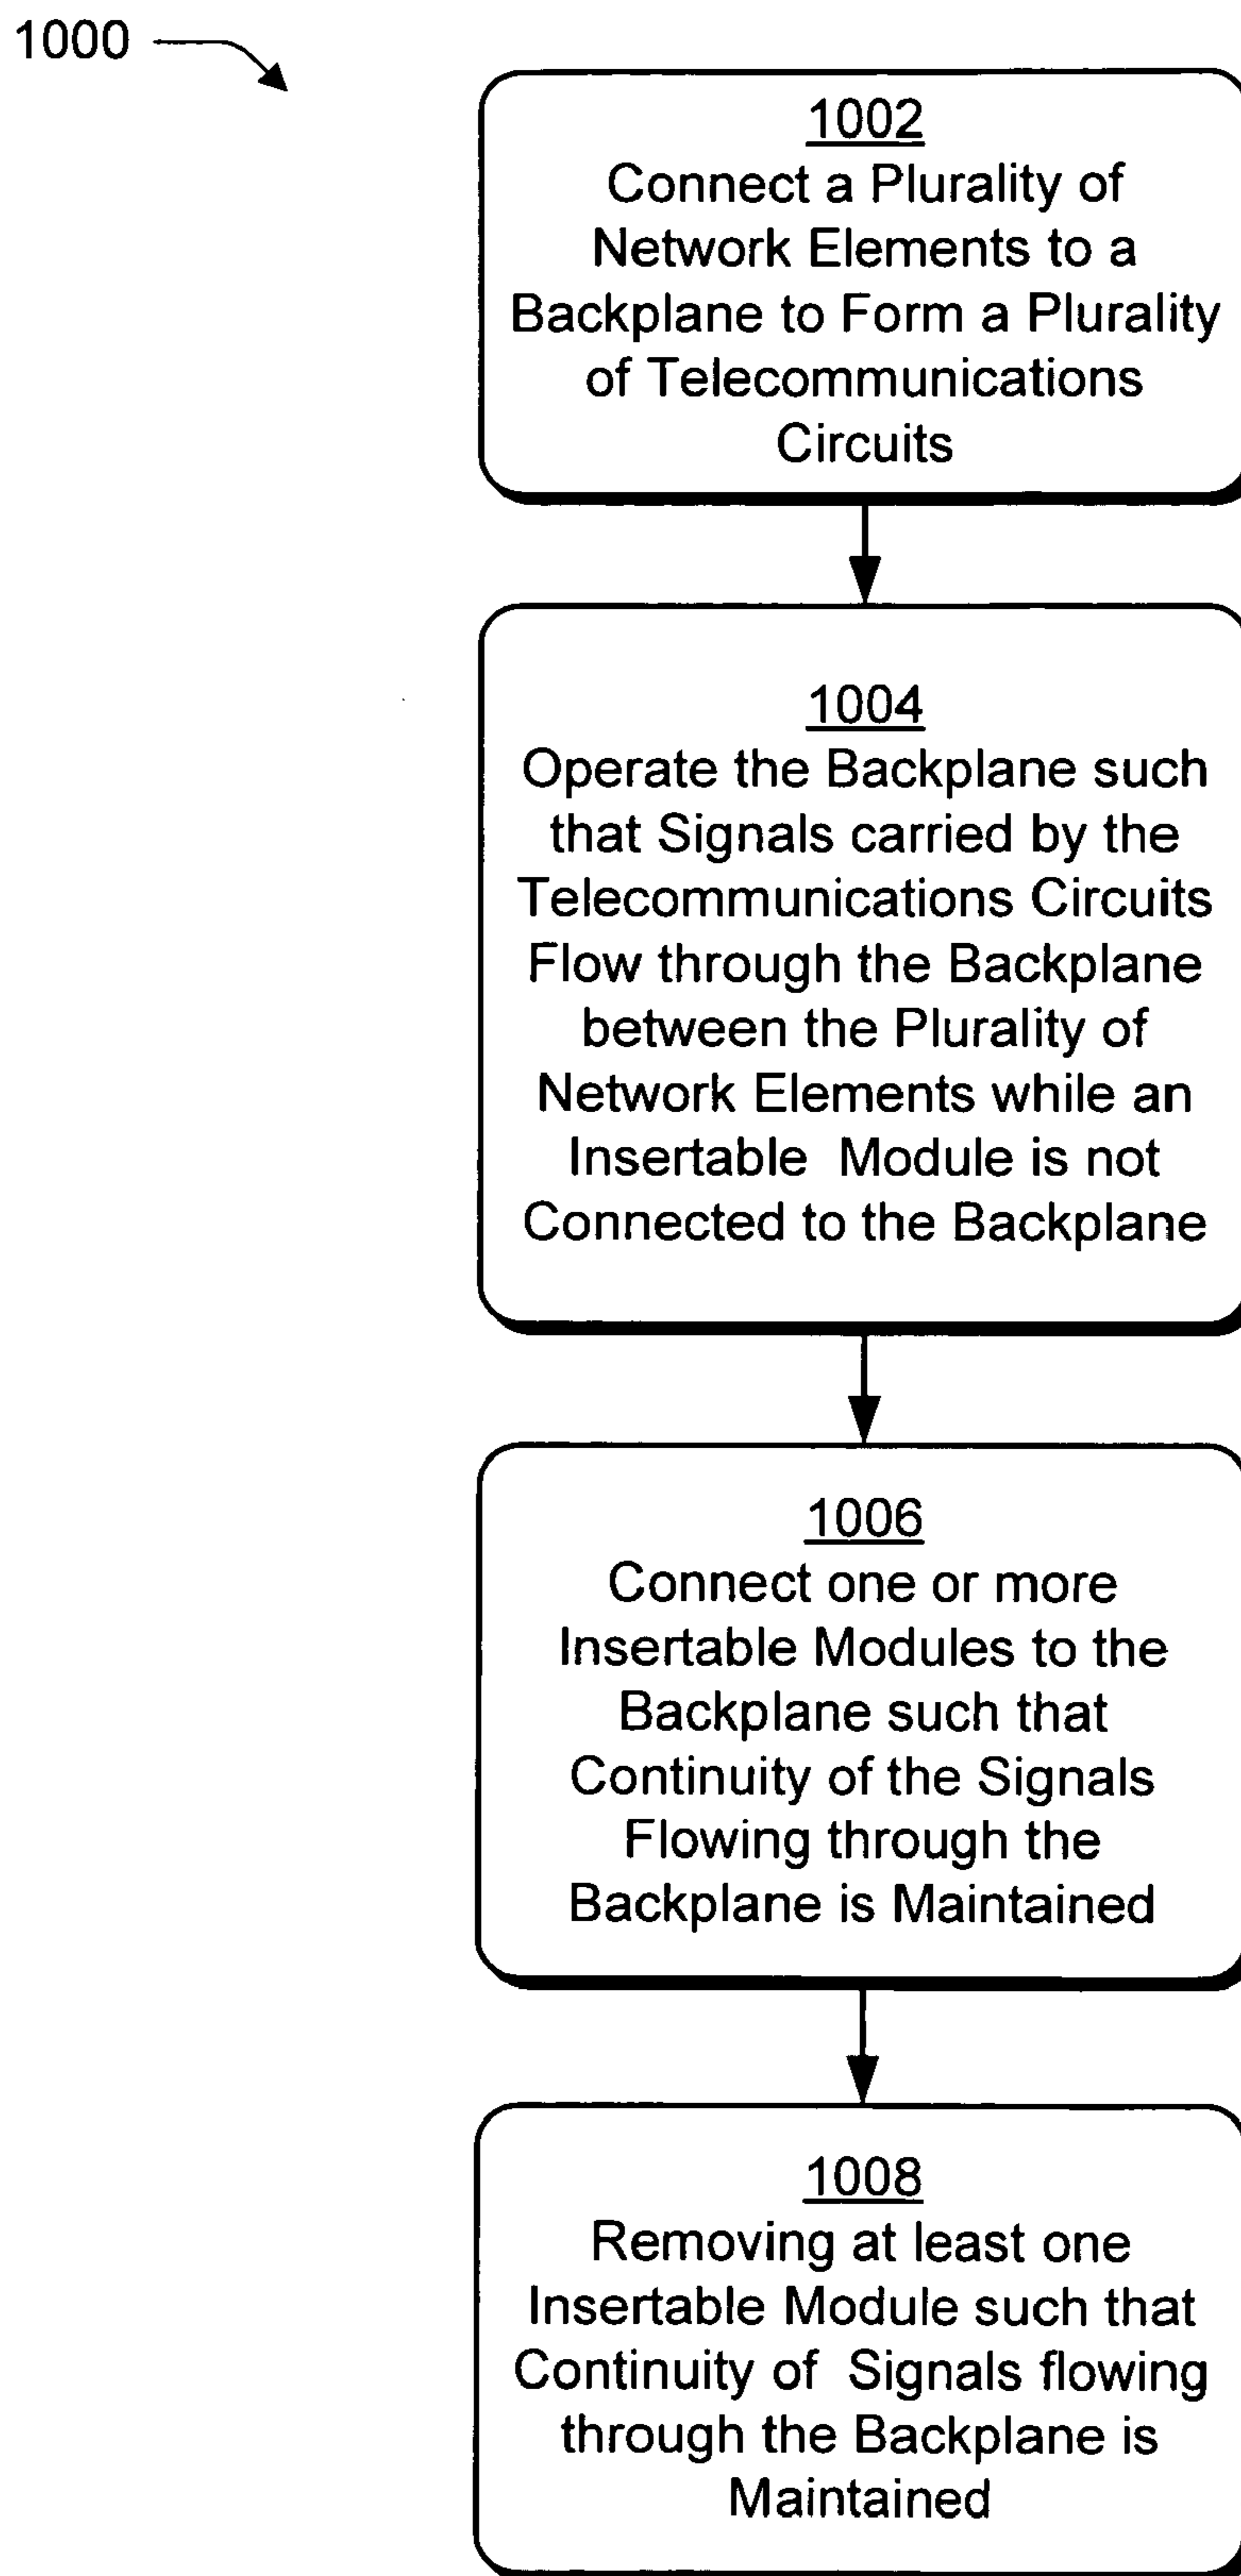 1000
1002
Connect a Plurality of
Network Elements to a
Backplane to Form a Plurality
of Telecommunications
Circuits
1004
Operate the Backplane such
that Signals carried by the
Telecommunications Circuits
Flow through the Backplane
between the Plurality of
Network Elements while an
Insertable Module is not
Connected to the Backplane
1006
Connect one or more
Insertable Modules to the
Backplane such that
Continuity of the Signals
Flowing through the
Backplane is Maintained
1008
Removing at least one
Insertable Module such that
Continuity of Signals flowing
through the Backplane is
Maintained